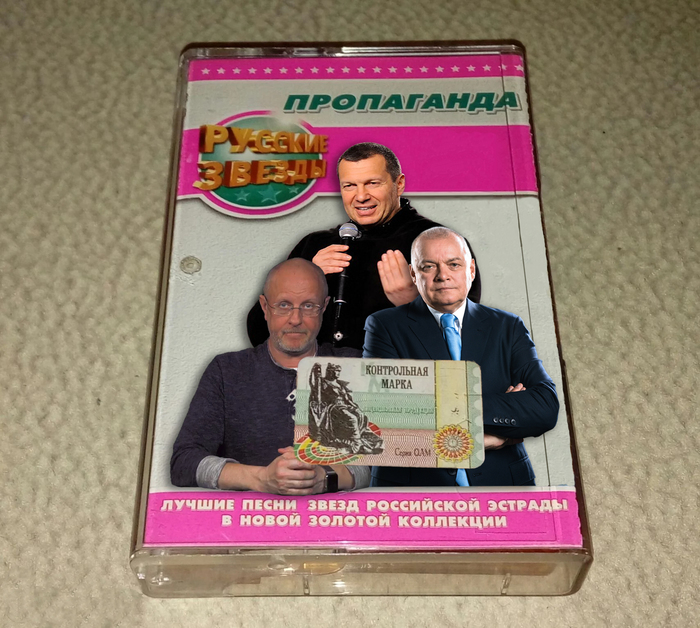 ПРОПАГАНДА
РУССКИЕ
ЗВЕЗДЫ
КОНТРОЛЬНАЯ
МАРКА
Серия ОАМ
ЛУЧШИЕ ПЕСНИ ЗВЕЗД РОССИЙСКОЙ ЭСТРАДЫ
В НОВОЙ ЗОЛОТОЙ КОЛЛЕКЦИИ